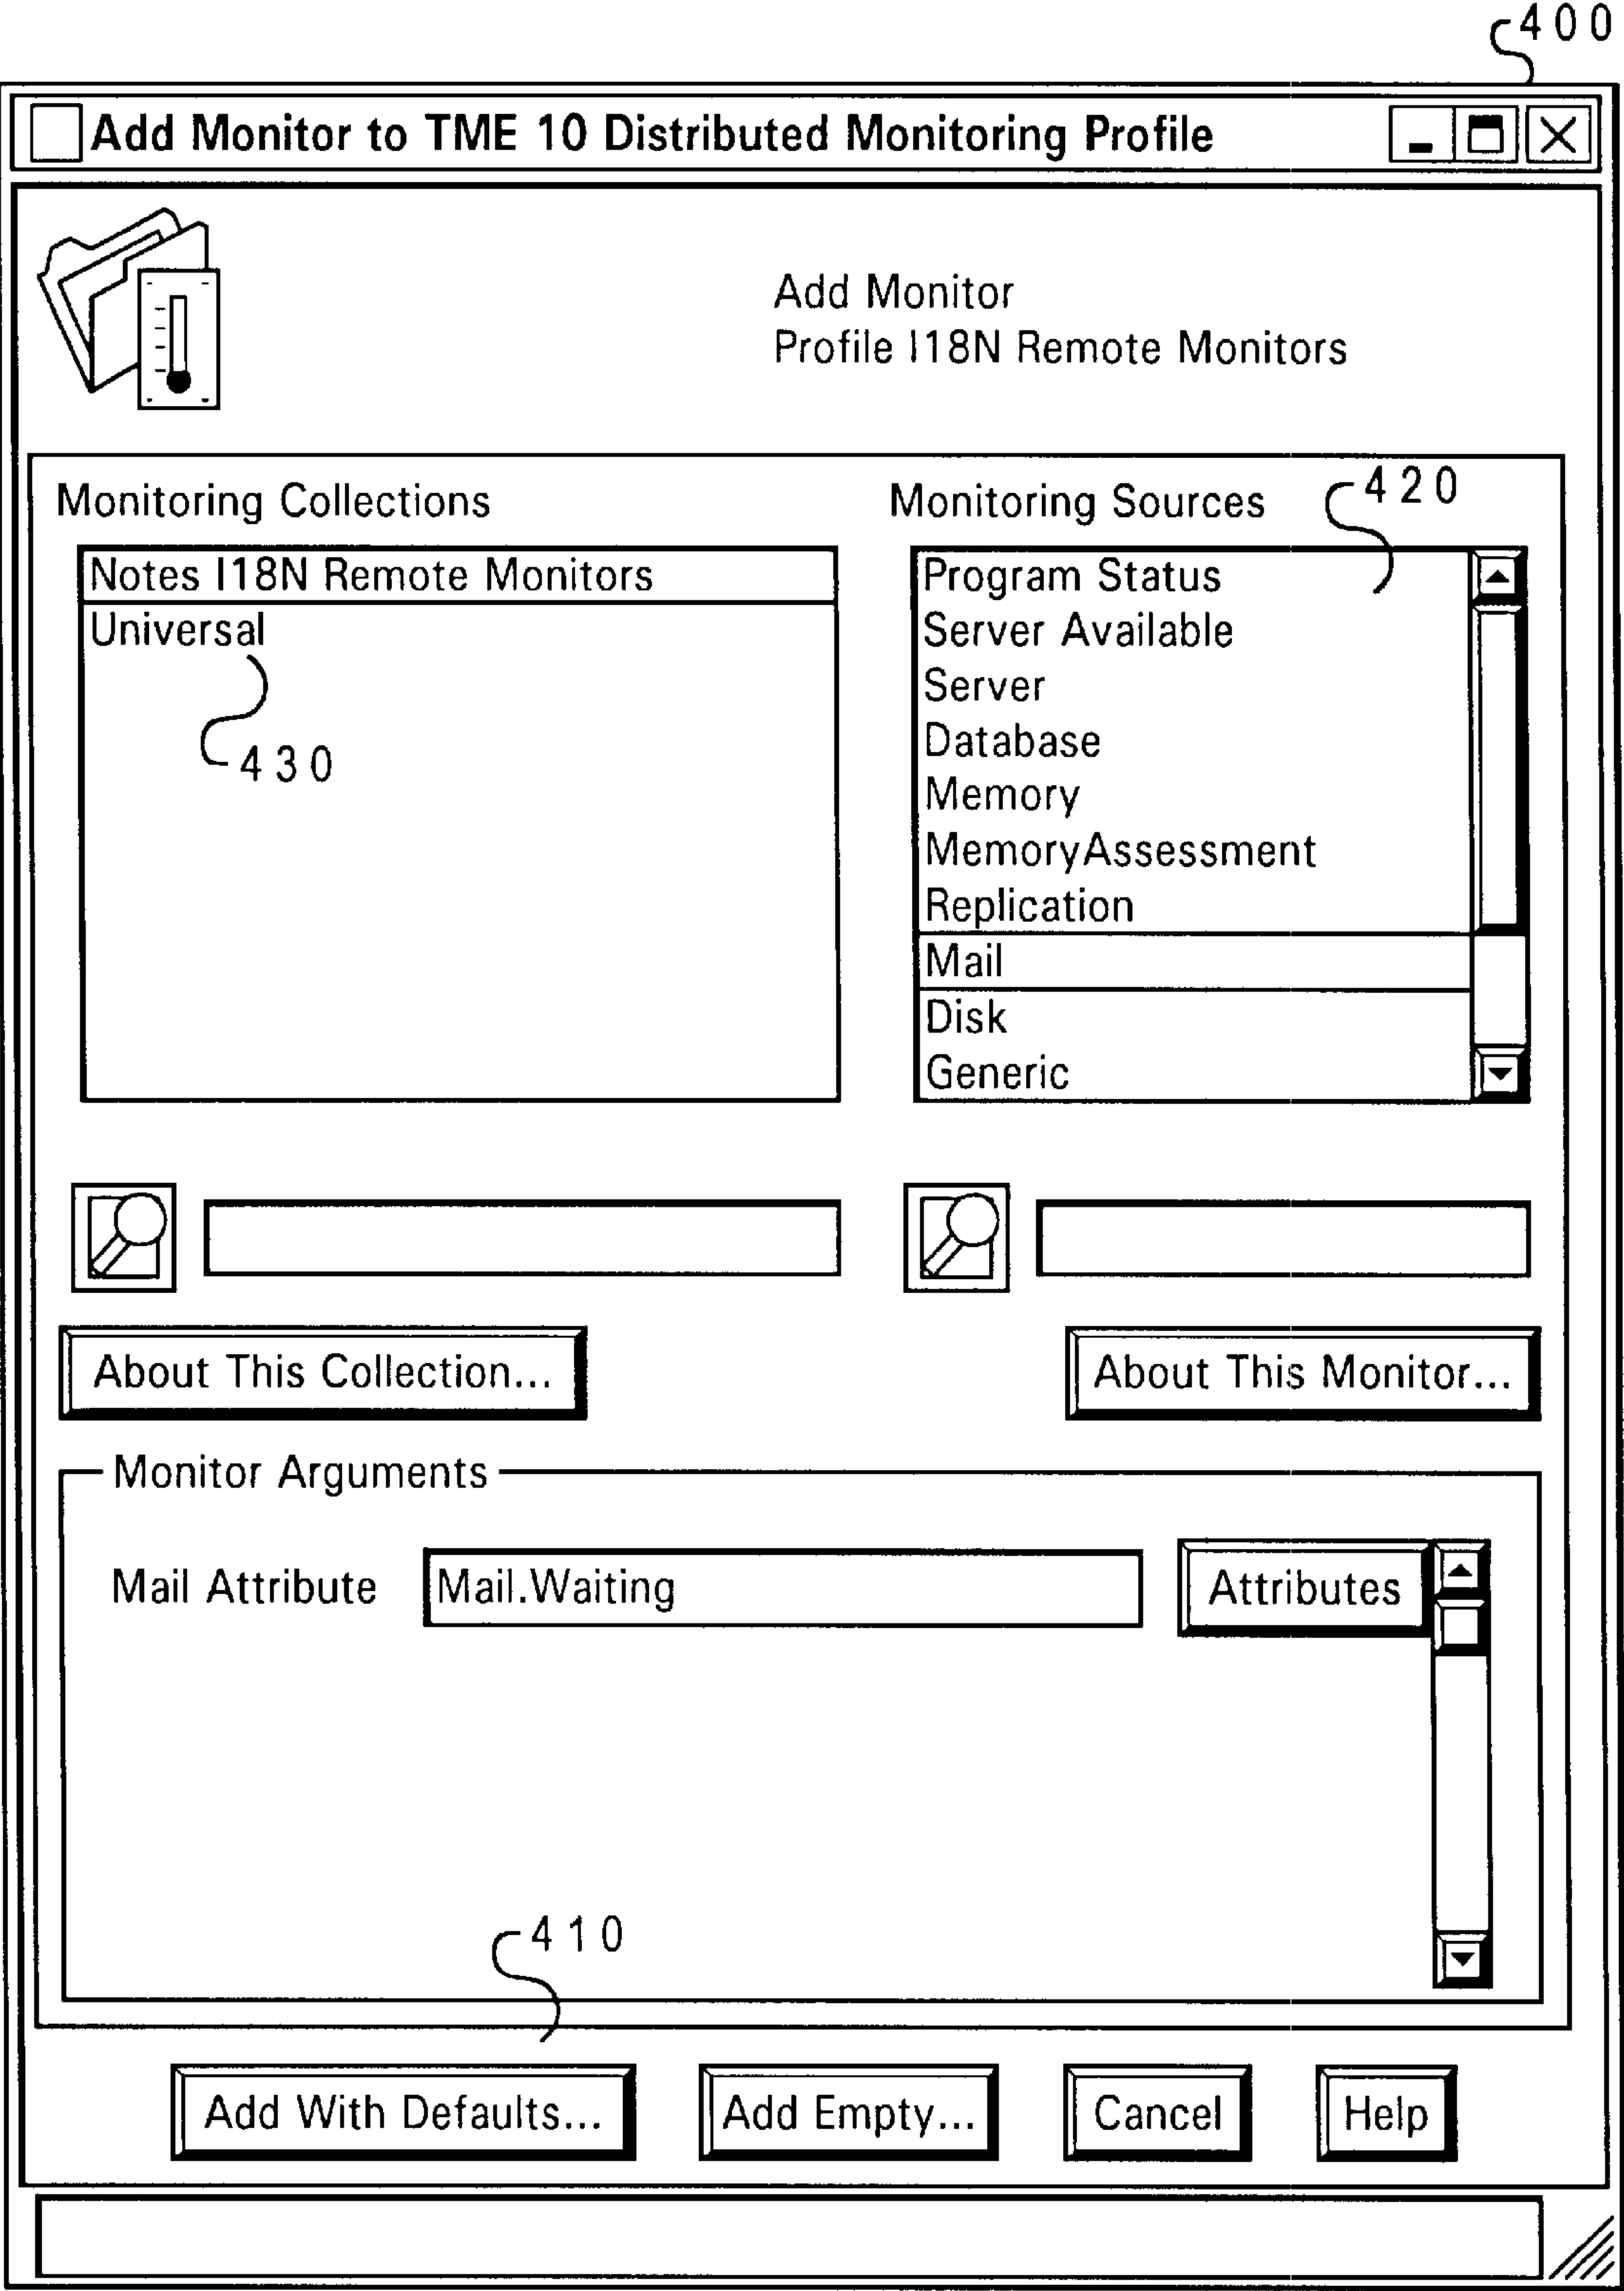 400
Add Monitor to TME 10 Distributed Monitoring Profile
Add Monitor
Profile I18N Remote Monitors
Monitoring Collections
Notes I18N Remote Monitors
Universal
430
Monitoring Sources
420
Program Status
Server Available
Server
Database
Memory
MemoryAssessment
Replication
Mail
Disk
Generic
About This Collection...
About This Monitor...
Monitor Arguments
Mail Attribute
Mail.Waiting
Attributes
410
Add With Defaults...
Add Empty...
Cancel
Help